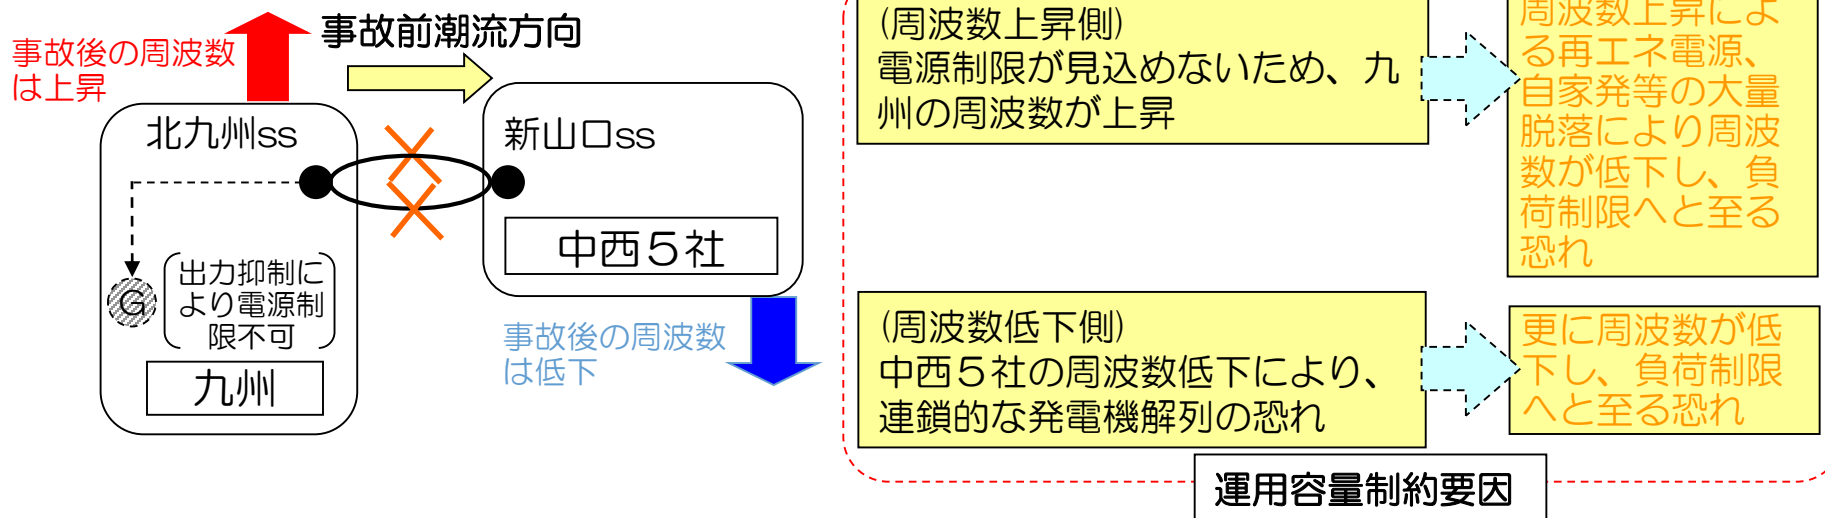 事故後の周波数
は上昇
事故前潮流方向
北九州ss
新山口ss
中西５社
G
出力抑制に
より電源制
限不可
九州
事故後の周波数
は低下
(周波数上昇側)
電源制限が見込めないため、九
州の周波数が上昇
周波数上昇によ
る再エネ電源、
自家発等の大量
脱落により周波
数が低下し、負
荷制限へと至る
恐れ
(周波数低下側)
中西５社の周波数低下により、
連鎖的な発電機解列の恐れ
更に周波数が低
下し、負荷制限
へと至る恐れ
運用容量制約要因